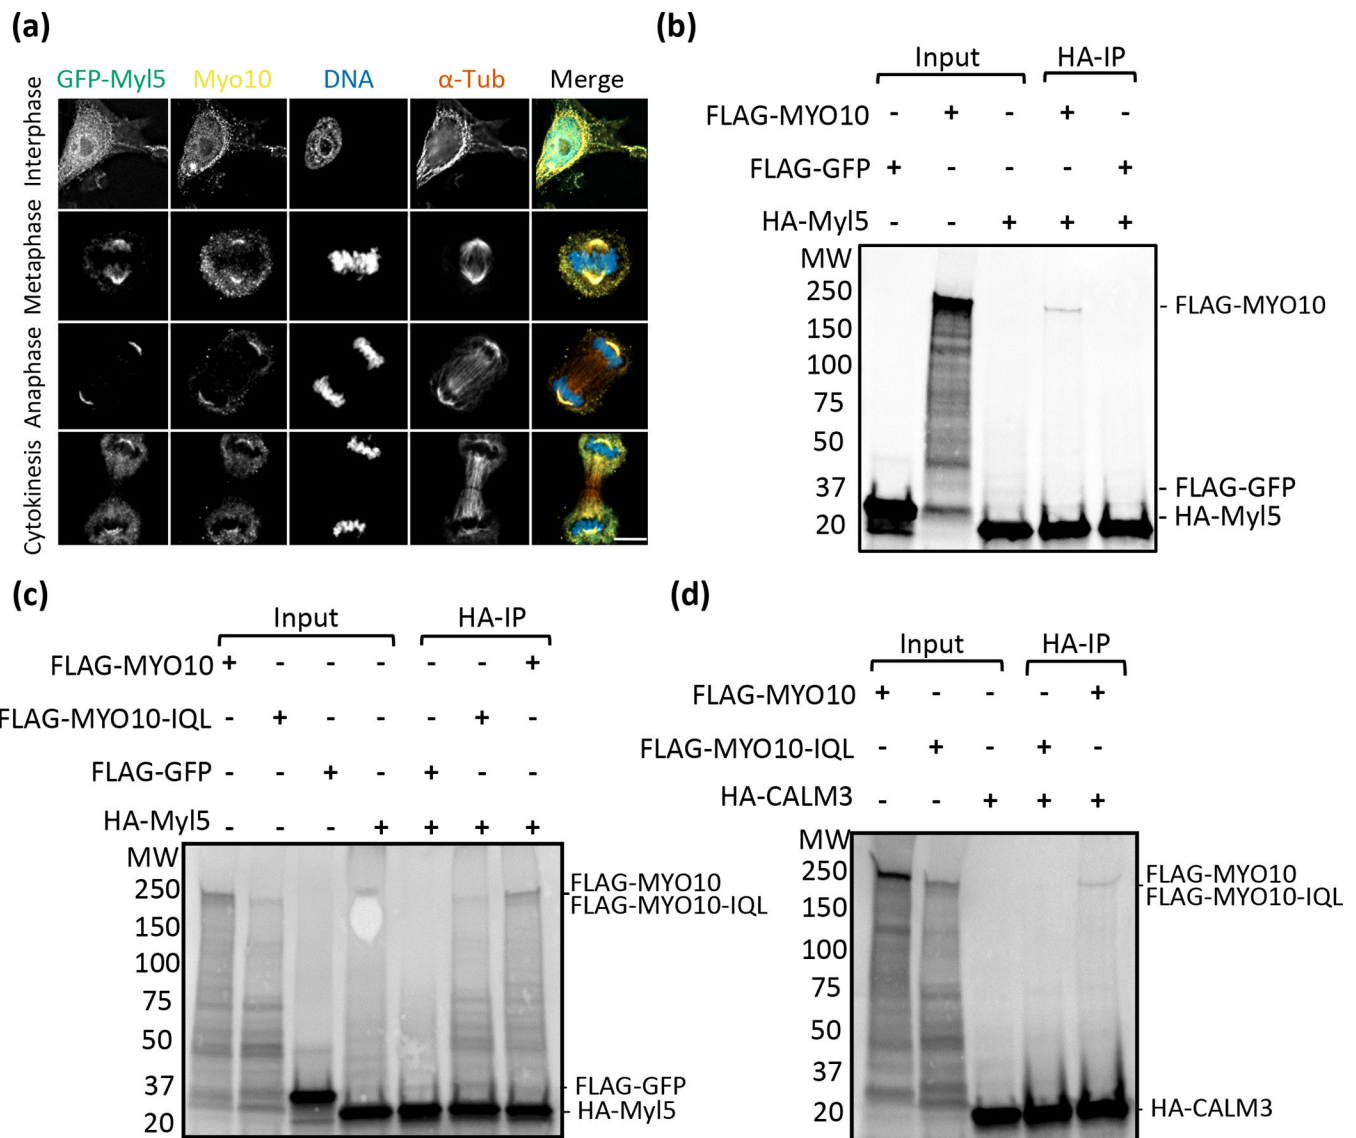 (a)
GFP-Myl5 Myo10 DNA α-Tub Merge
Interphase
Metaphase
Anaphase
Cytokinesis
(b)
Input HA-IP
FLAG-MYO10 - + - + -
FLAG-GFP + - - - +
HA-Myl5 - - + + +
MW
250
150
100
75
50
37
20
- FLAG-MYO10
FLAG-GFP
HA-Myl5
(c)
Input HA-IP
FLAG-MYO10 + - - - - - +
FLAG-MYO10-IQL - + - - - + -
FLAG-GFP - - + - + - -
HA-Myl5 - - - + + + +
MW
250
150
100
75
50
37
20
FLAG-MYO10
FLAG-MYO10-IQL
FLAG-GFP
HA-Myl5
(d)
Input HA-IP
FLAG-MYO10 + - - - +
FLAG-MYO10-IQL - + - + -
HA-CALM3 - - + + +
MW
250
150
100
75
50
37
20
FLAG-MYO10
FLAG-MYO10-IQL
HA-CALM3